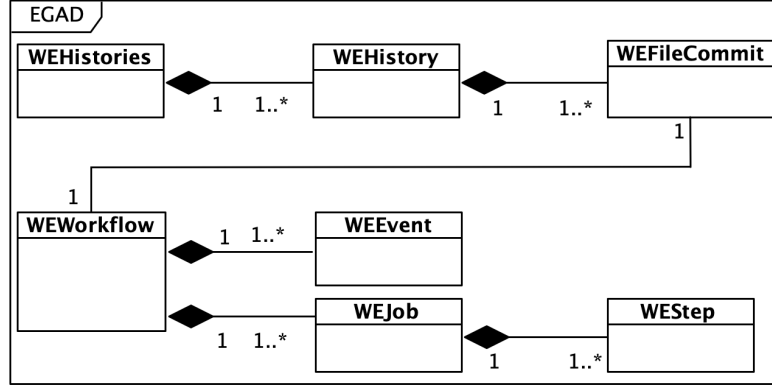 EGAD
WEHistories
WEHistory
WEFileCommit
1 1..*
1 1..*
1
1
WEWorkflow
WEEvent
1 1..*
WEJob
WEStep
1 1..*
1 1..*